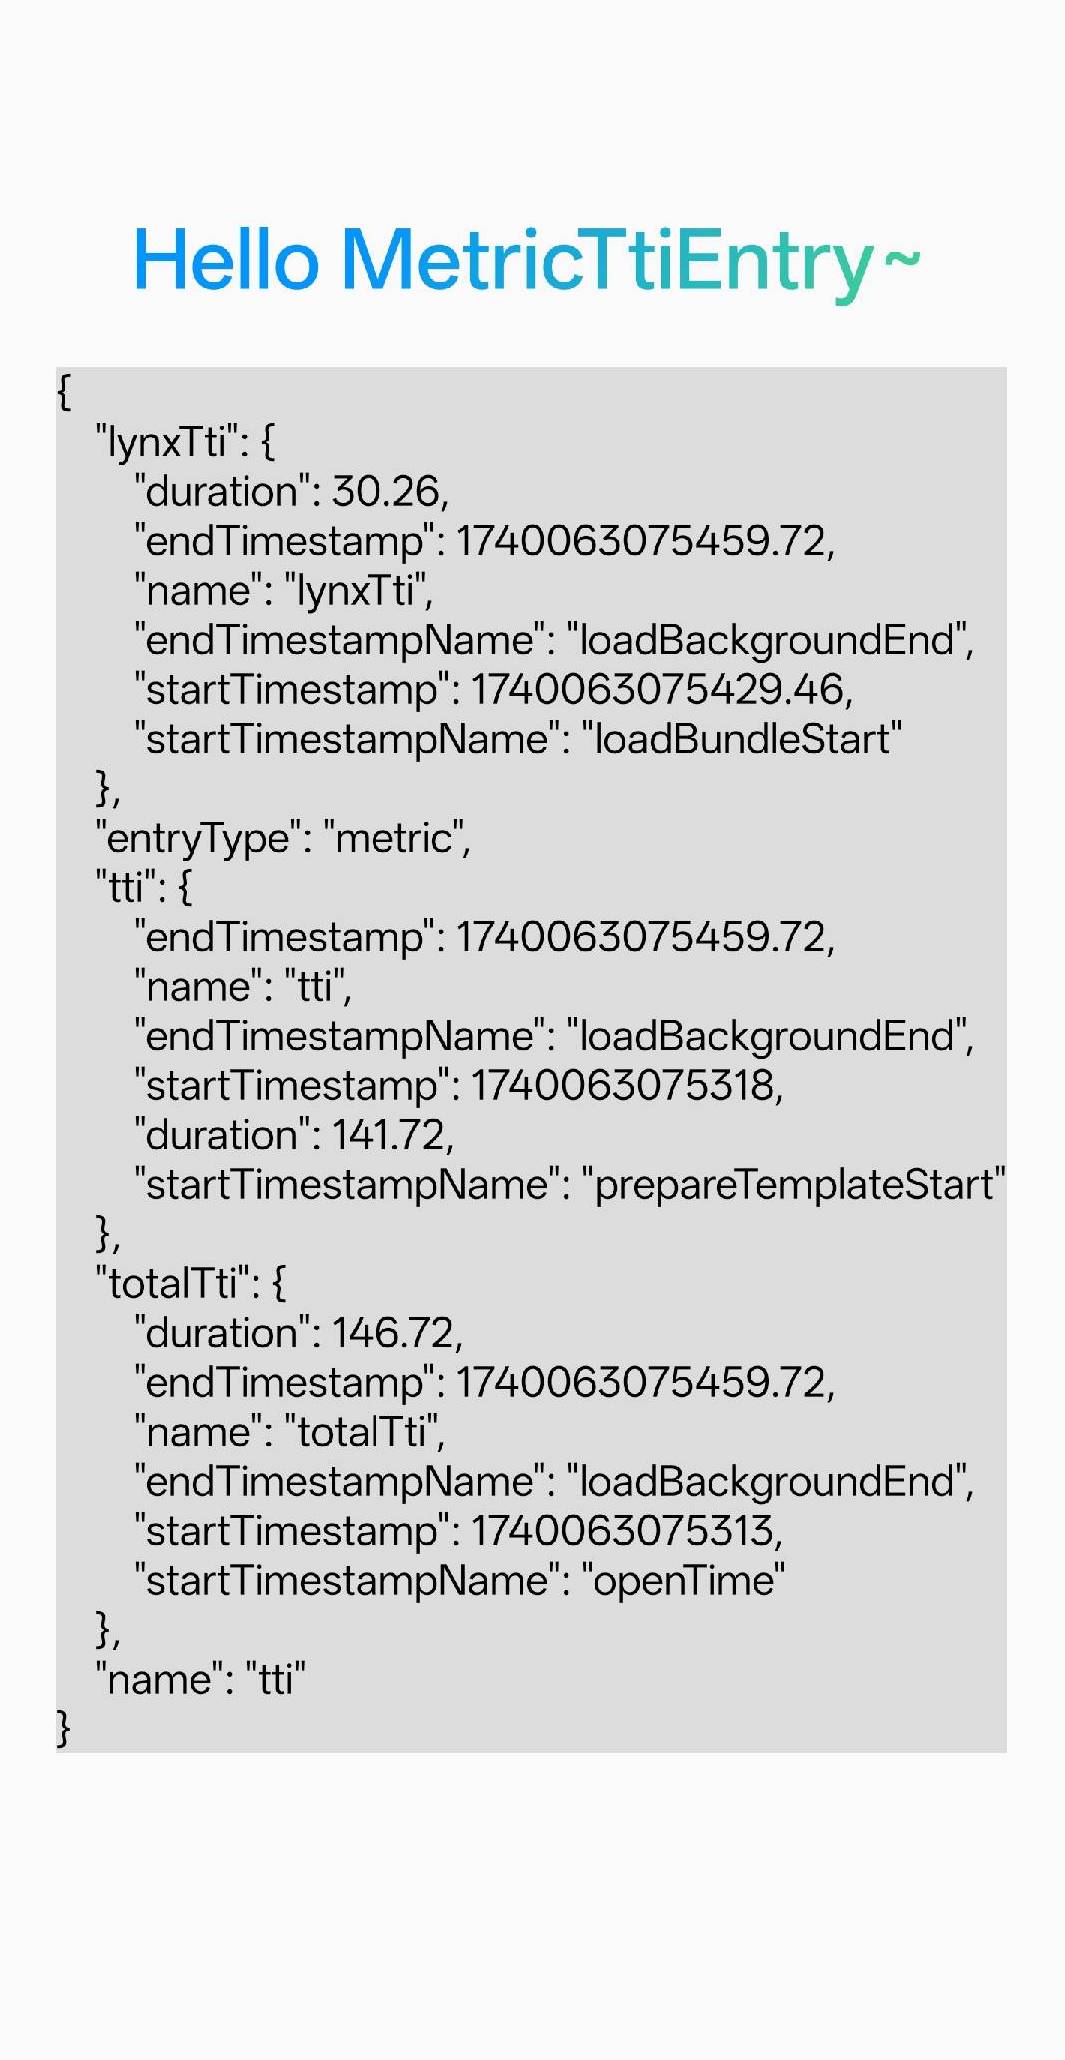 Hello MetricTtiEntry~
{
    "lynxTti": {
        "duration": 30.26,
        "endTimestamp": 1740063075459.72,
        "name": "lynxTti",
        "endTimestampName": "loadBackgroundEnd",
        "startTimestamp": 1740063075429.46,
        "startTimestampName": "loadBundleStart"
    },
    "entryType": "metric",
    "tti": {
        "endTimestamp": 1740063075459.72,
        "name": "tti",
        "endTimestampName": "loadBackgroundEnd",
        "startTimestamp": 1740063075318,
        "duration": 141.72,
        "startTimestampName": "prepareTemplateStart"
    },
    "totalTti": {
        "duration": 146.72,
        "endTimestamp": 1740063075459.72,
        "name": "totalTti",
        "endTimestampName": "loadBackgroundEnd",
        "startTimestamp": 1740063075313,
        "startTimestampName": "openTime"
    },
    "name": "tti"
}